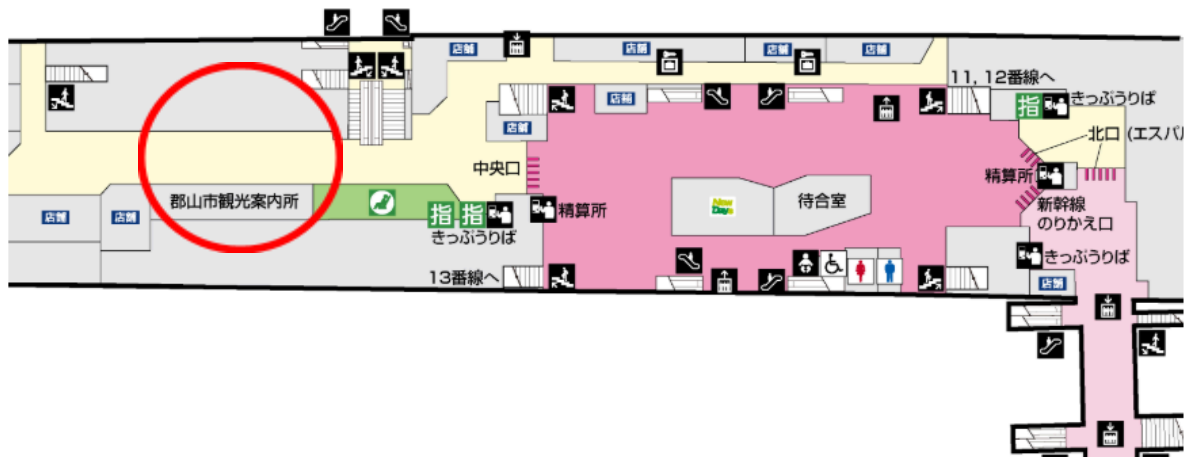 店舗
店舗
店舗
店舗
11, 12番線へ
店舗
指
きっぷうりば
店舗
北口 (エスパル
中央口
精算所
郡山市観光案内所
New Days
待合室
店舗
店舗
指
指
精算所
新幹線
のりかえ口
きっぷうりば
きっぷうりば
13番線へ
店舗